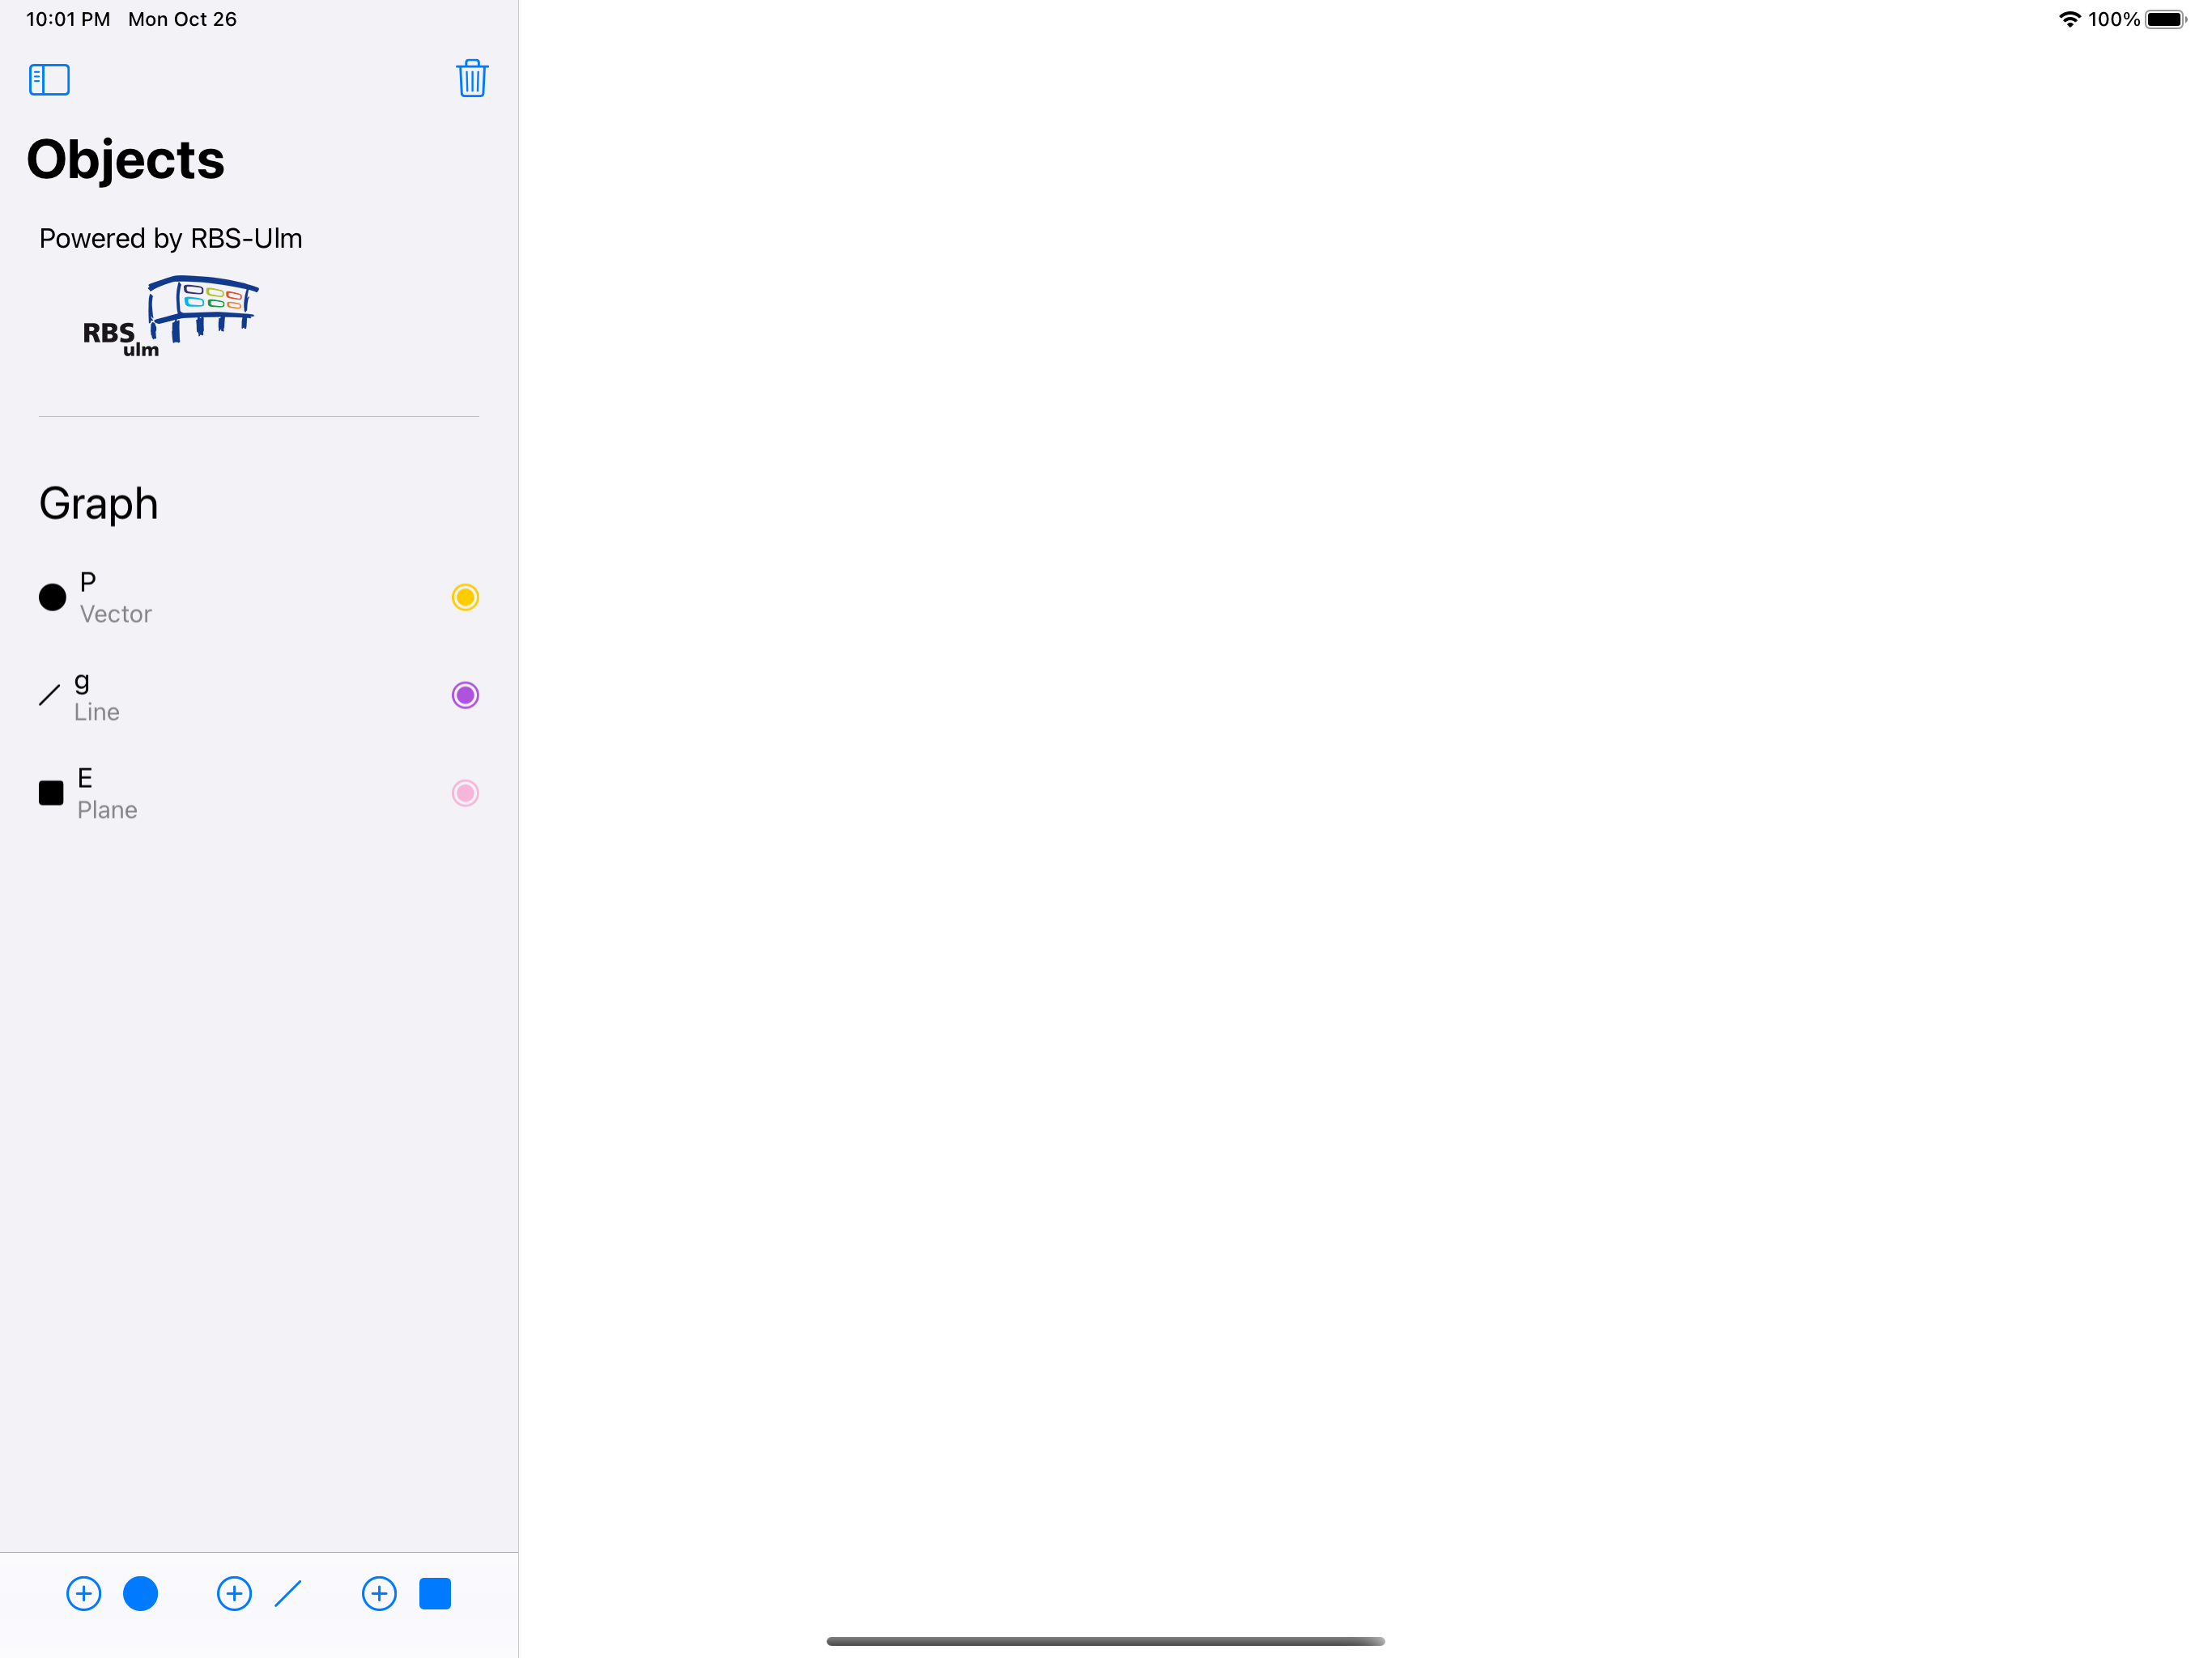 10:01 PM Mon Oct 26
100%
Objects
Powered by RBS-Ulm
RBS
ulm
Graph
P
Vector
g
Line
E
Plane